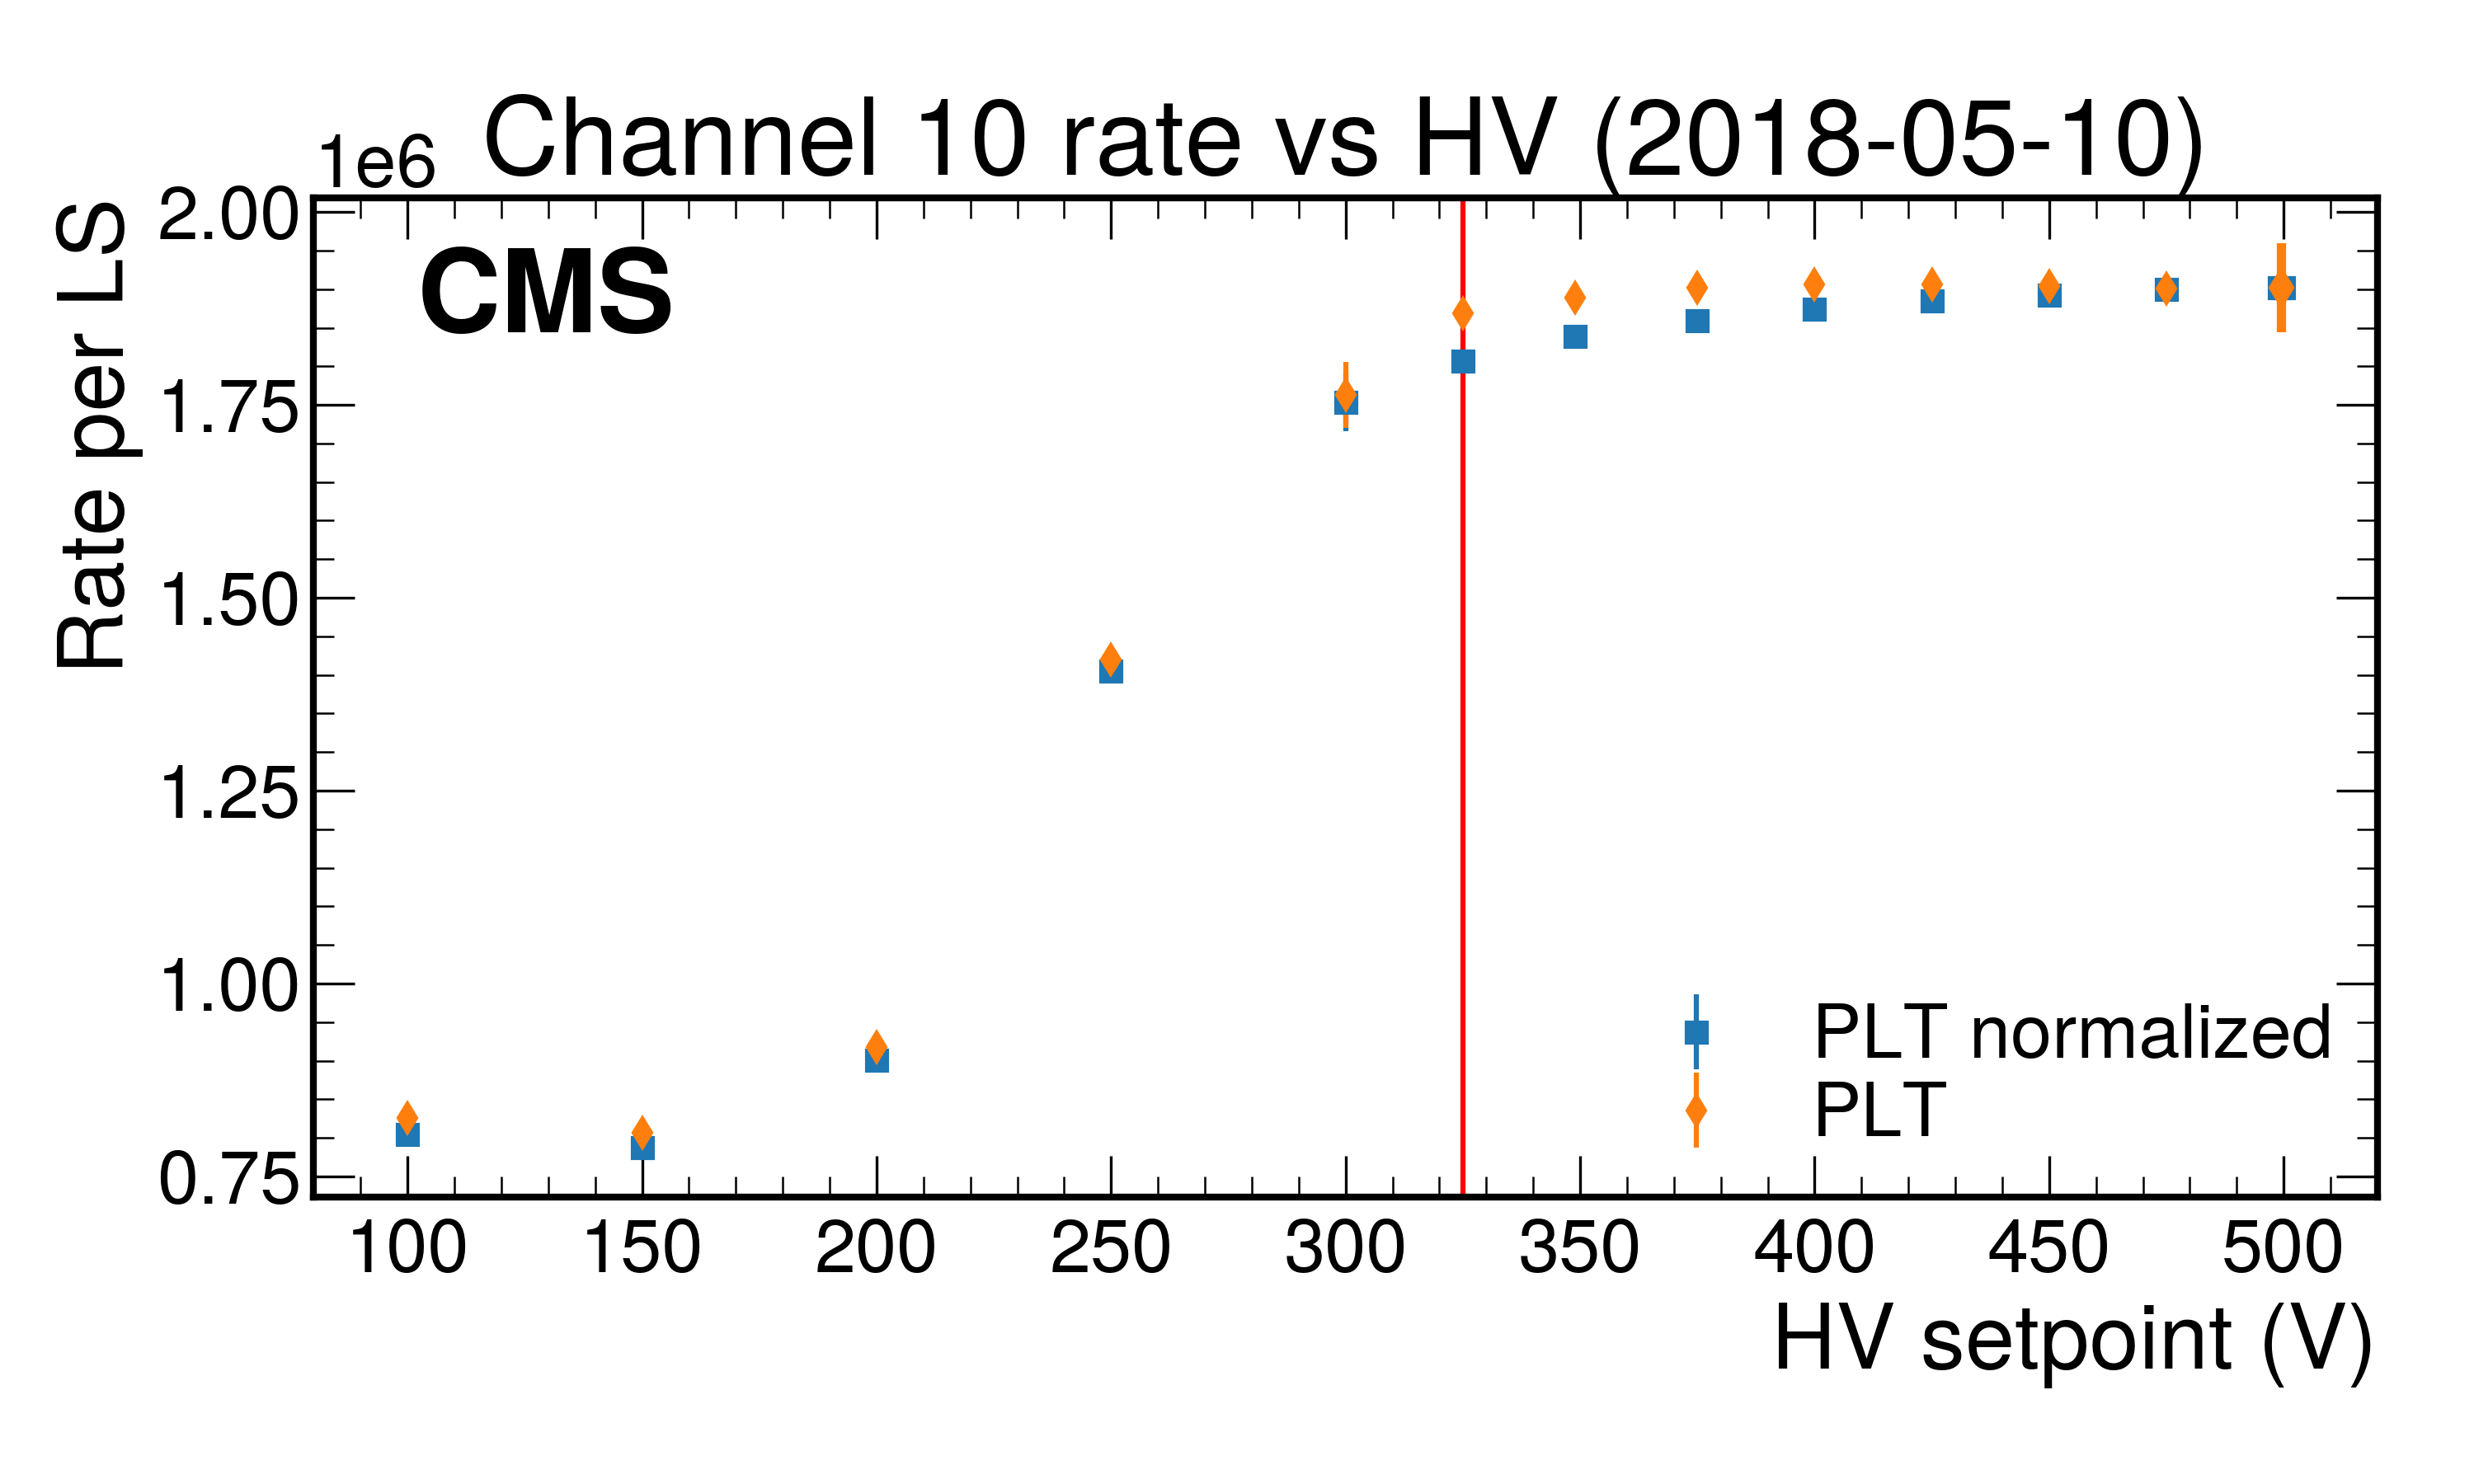 Channel 10 rate vs HV (2018-05-10)
1e6
CMS
Rate per LS
2.00
1.75
1.50
1.25
1.00
0.75
PLT normalized
PLT
100 150 200 250 300 350 400 450 500
HV setpoint (V)